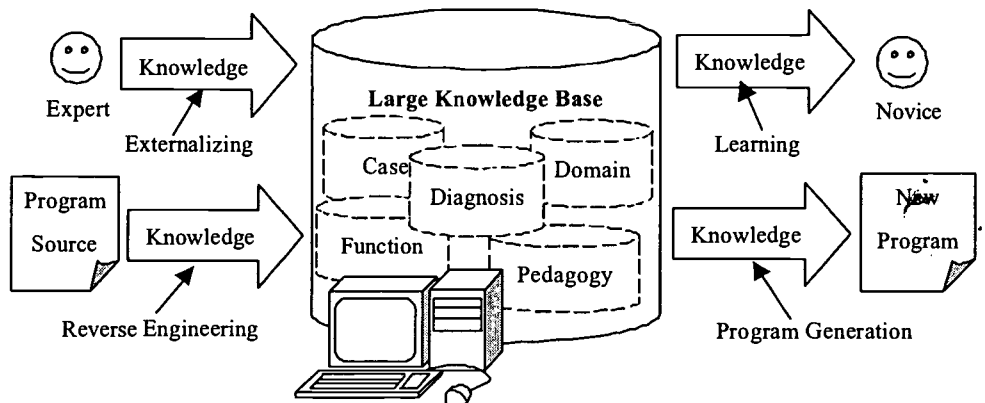 Knowledge
Expert
Externalizing
Large Knowledge Base
Case
Domain
Diagnosis
Function
Pedagogy
Knowledge
Novice
Learning
Program
Source
Knowledge
Reverse Engineering
Knowledge
New
Program
Program Generation